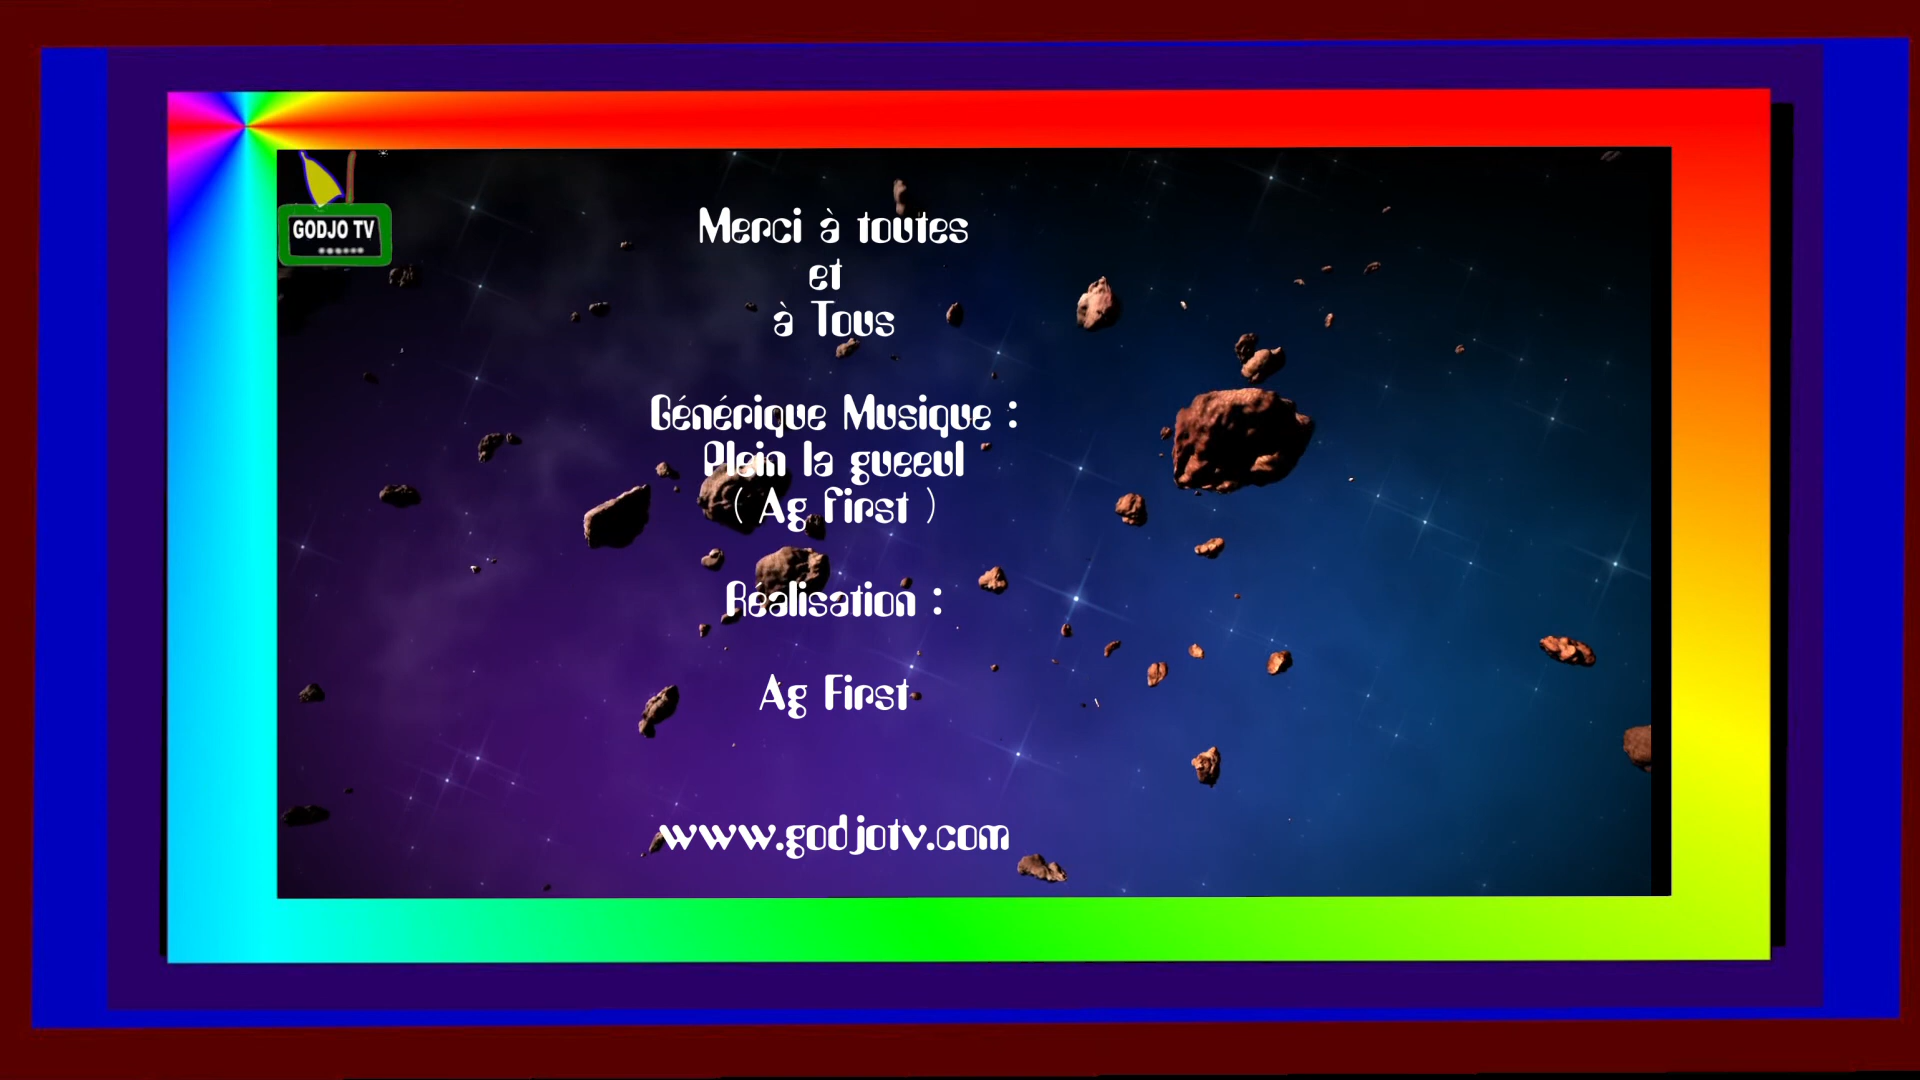 GODJO TV
Merci à toutes
et
à Tous
Générique Musique :
Plein la gueeul
( Ag first )
Réalisation :
Ag First
www.godjotv.com